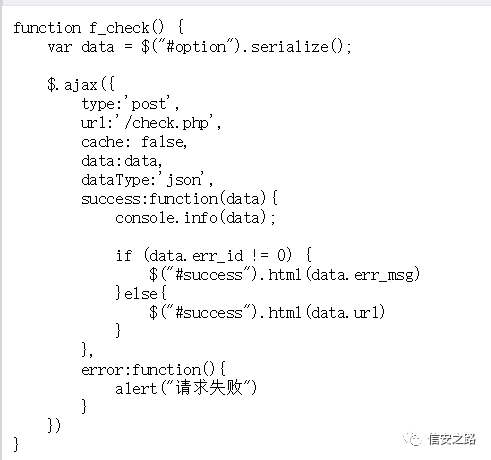 function f_check() {
    var data = $("#option").serialize();

    $.ajax({
        type:'post',
        url:'/check.php',
        cache: false,
        data:data,
        dataType:'json',
        success:function(data){
            console.info(data);

            if (data.err_id != 0) {
                $("#success").html(data.err_msg)
            }else{
                $("#success").html(data.url)
            }
        },
        error:function(){
            alert("请求失败")
        }
    })
}
信安之路